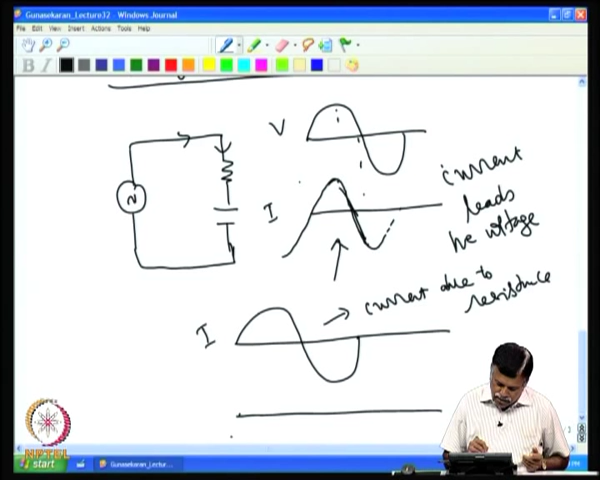 Gunasekaran_Lecture32 - Windows Journal
File Edit View Insert Actions Tools Help
B I
V
current
leads
he voltage
I
current due to
resistance
I
NPTEL
start
Gunasekaran_Lectur...